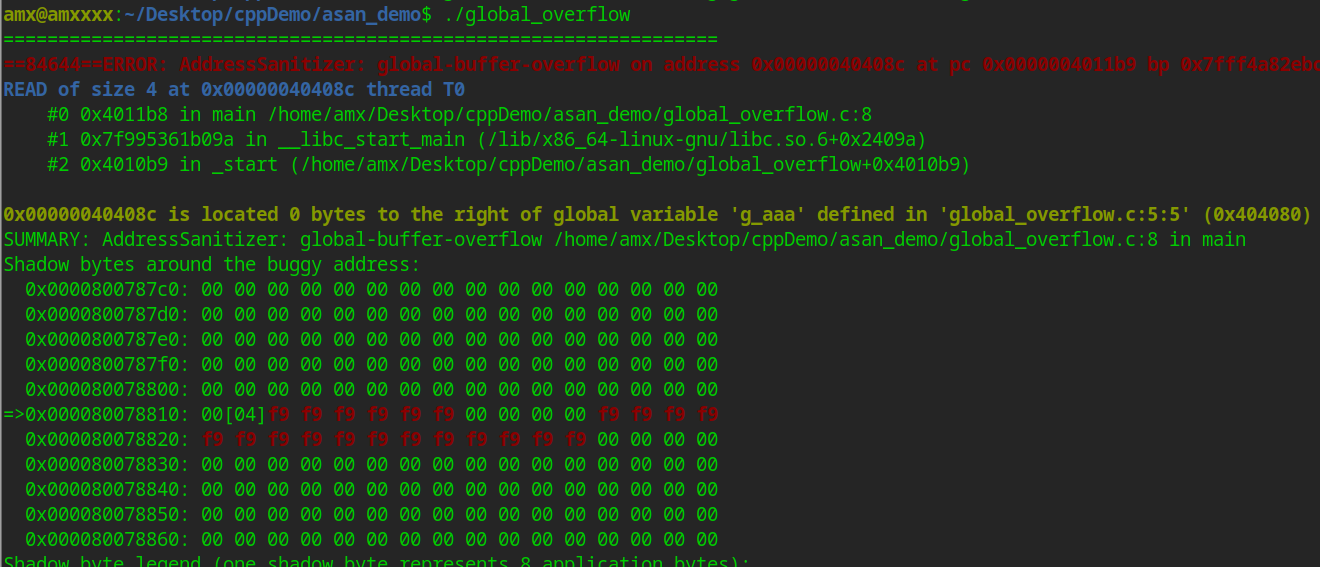 amx@amxxxx:~/Desktop/cppDemo/asan_demo$ ./global_overflow
=================================================================
==84644==ERROR: AddressSanitizer: global-buffer-overflow on address 0x00000040408c at pc 0x0000004011b9 bp 0x7fff4a82ebc
READ of size 4 at 0x00000040408c thread T0
    #0 0x4011b8 in main /home/amx/Desktop/cppDemo/asan_demo/global_overflow.c:8
    #1 0x7f995361b09a in __libc_start_main (/lib/x86_64-linux-gnu/libc.so.6+0x2409a)
    #2 0x4010b9 in _start (/home/amx/Desktop/cppDemo/asan_demo/global_overflow+0x4010b9)
0x00000040408c is located 0 bytes to the right of global variable 'g_aaa' defined in 'global_overflow.c:5:5' (0x404080)
SUMMARY: AddressSanitizer: global-buffer-overflow /home/amx/Desktop/cppDemo/asan_demo/global_overflow.c:8 in main
Shadow bytes around the buggy address:
  0x0000800787c0: 00 00 00 00 00 00 00 00 00 00 00 00 00 00 00 00
  0x0000800787d0: 00 00 00 00 00 00 00 00 00 00 00 00 00 00 00 00
  0x0000800787e0: 00 00 00 00 00 00 00 00 00 00 00 00 00 00 00 00
  0x0000800787f0: 00 00 00 00 00 00 00 00 00 00 00 00 00 00 00 00
  0x000080078800: 00 00 00 00 00 00 00 00 00 00 00 00 00 00 00 00
=>0x000080078810: 00[04]f9 f9 f9 f9 f9 f9 00 00 00 00 f9 f9 f9 f9
  0x000080078820: f9 f9 f9 f9 f9 f9 f9 f9 f9 f9 f9 f9 00 00 00 00
  0x000080078830: 00 00 00 00 00 00 00 00 00 00 00 00 00 00 00 00
  0x000080078840: 00 00 00 00 00 00 00 00 00 00 00 00 00 00 00 00
  0x000080078850: 00 00 00 00 00 00 00 00 00 00 00 00 00 00 00 00
  0x000080078860: 00 00 00 00 00 00 00 00 00 00 00 00 00 00 00 00
Shadow byte legend (one shadow byte represents 8 application bytes):